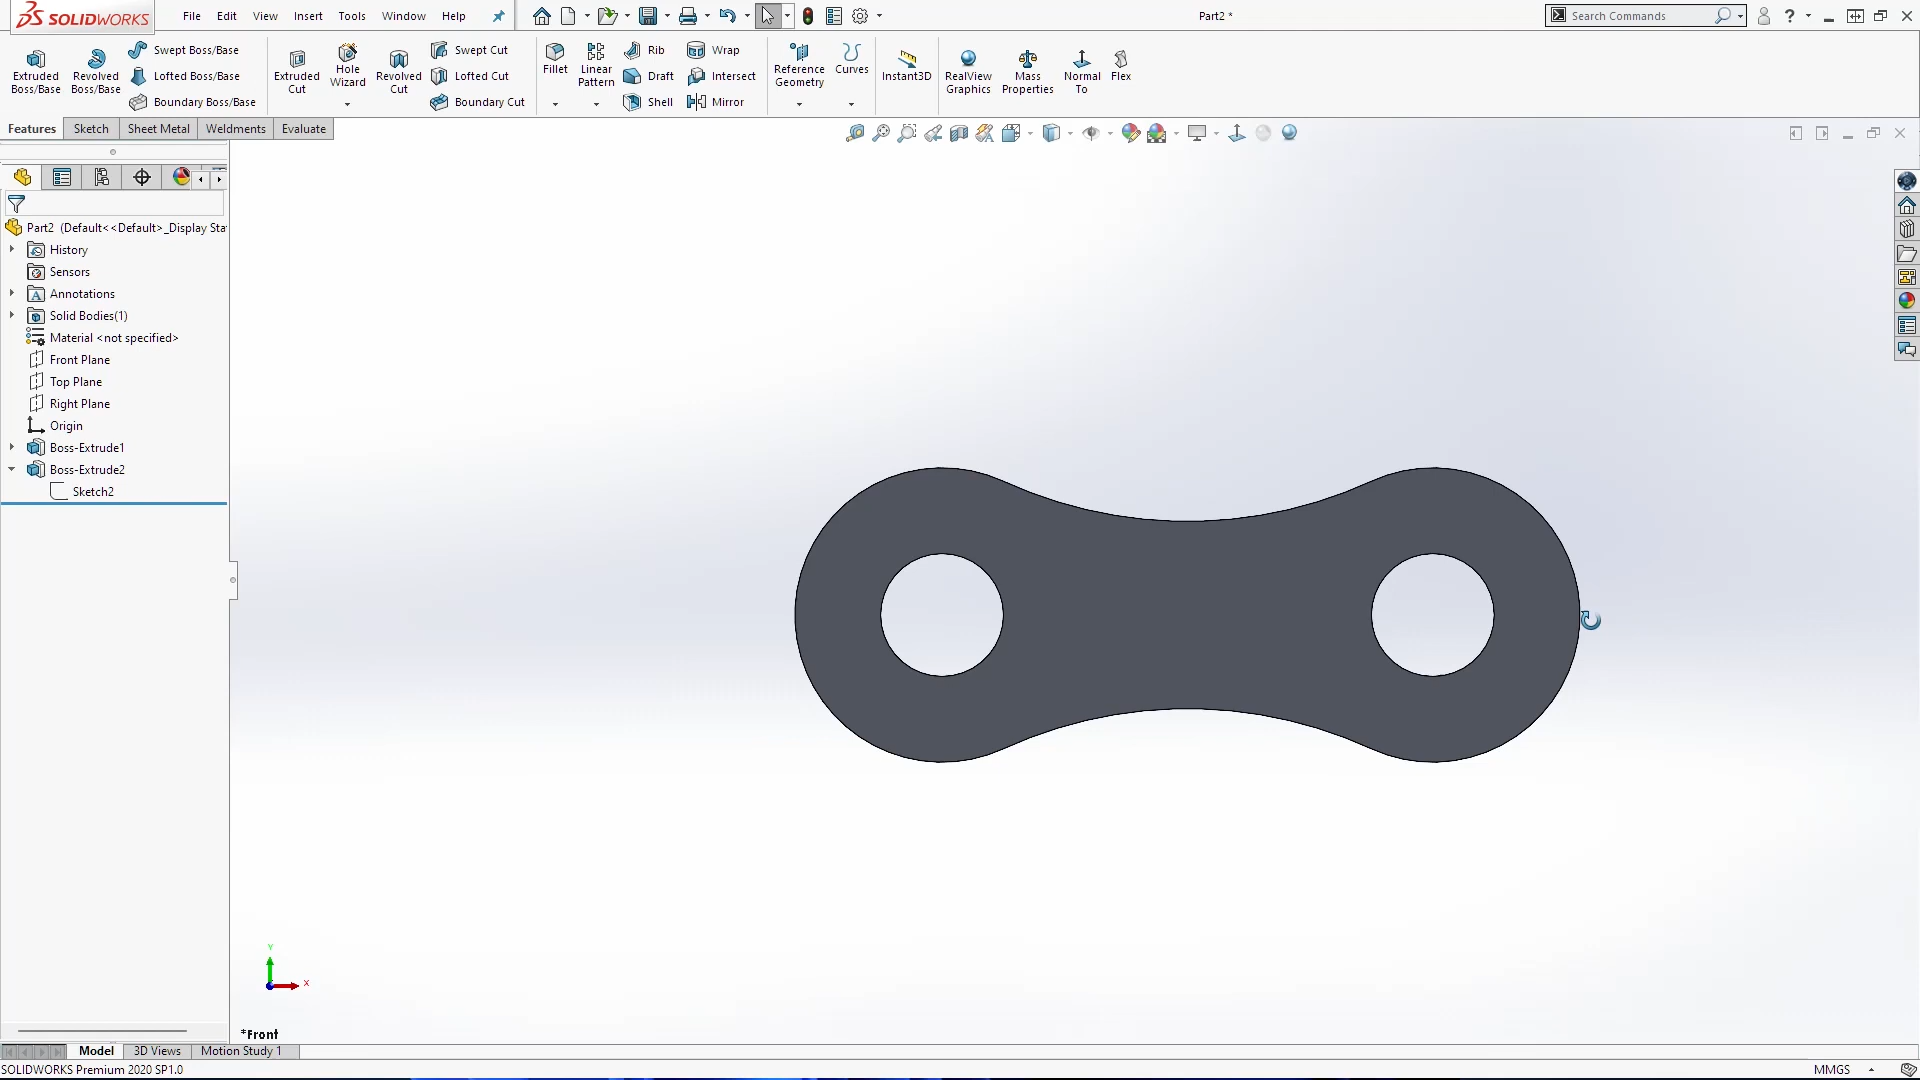 SOLIDWORKS
File Edit View Insert Tools Window Help
Part2 *
Search Commands
Extruded Boss/Base
Revolved Boss/Base
Swept Boss/Base
Lofted Boss/Base
Boundary Boss/Base
Extruded Cut
Hole Wizard
Revolved Cut
Swept Cut
Lofted Cut
Boundary Cut
Fillet
Linear Pattern
Rib
Draft
Shell
Wrap
Intersect
Mirror
Reference Geometry
Curves
Instant3D
RealView Graphics
Mass Properties
Normal To
Flex
Features Sketch Sheet Metal Weldments Evaluate
Part2 (Default<<Default>_Display Sta
History
Sensors
Annotations
Solid Bodies(1)
Material <not specified>
Front Plane
Top Plane
Right Plane
Origin
Boss-Extrude1
Boss-Extrude2
Sketch2
Y
X
*Front
Model 3D Views Motion Study 1
SOLIDWORKS Premium 2020 SP1.0
MMGS